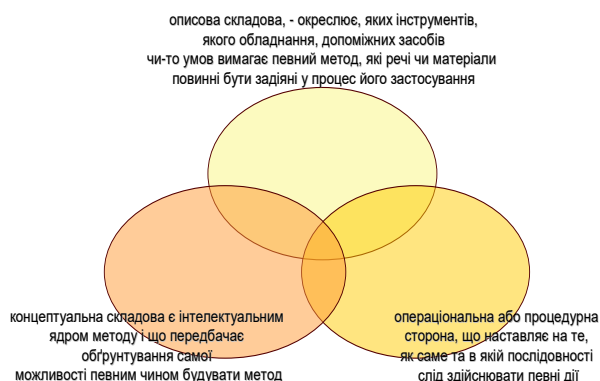 описова складова, - окреслює, яких інструментів,
якого обладнання, допоміжних засобів
чи-то умов вимагає певний метод, які речі чи матеріали
повинні бути задіяні у процес його застосування
концептуальна складова є інтелектуальним
ядром методу і що передбачає
обґрунтування самої
можливості певним чином будувати метод
операціональна або процедурна
сторона, що наставляє на те,
як саме та в якій послідовності
слід здійснювати певні дії